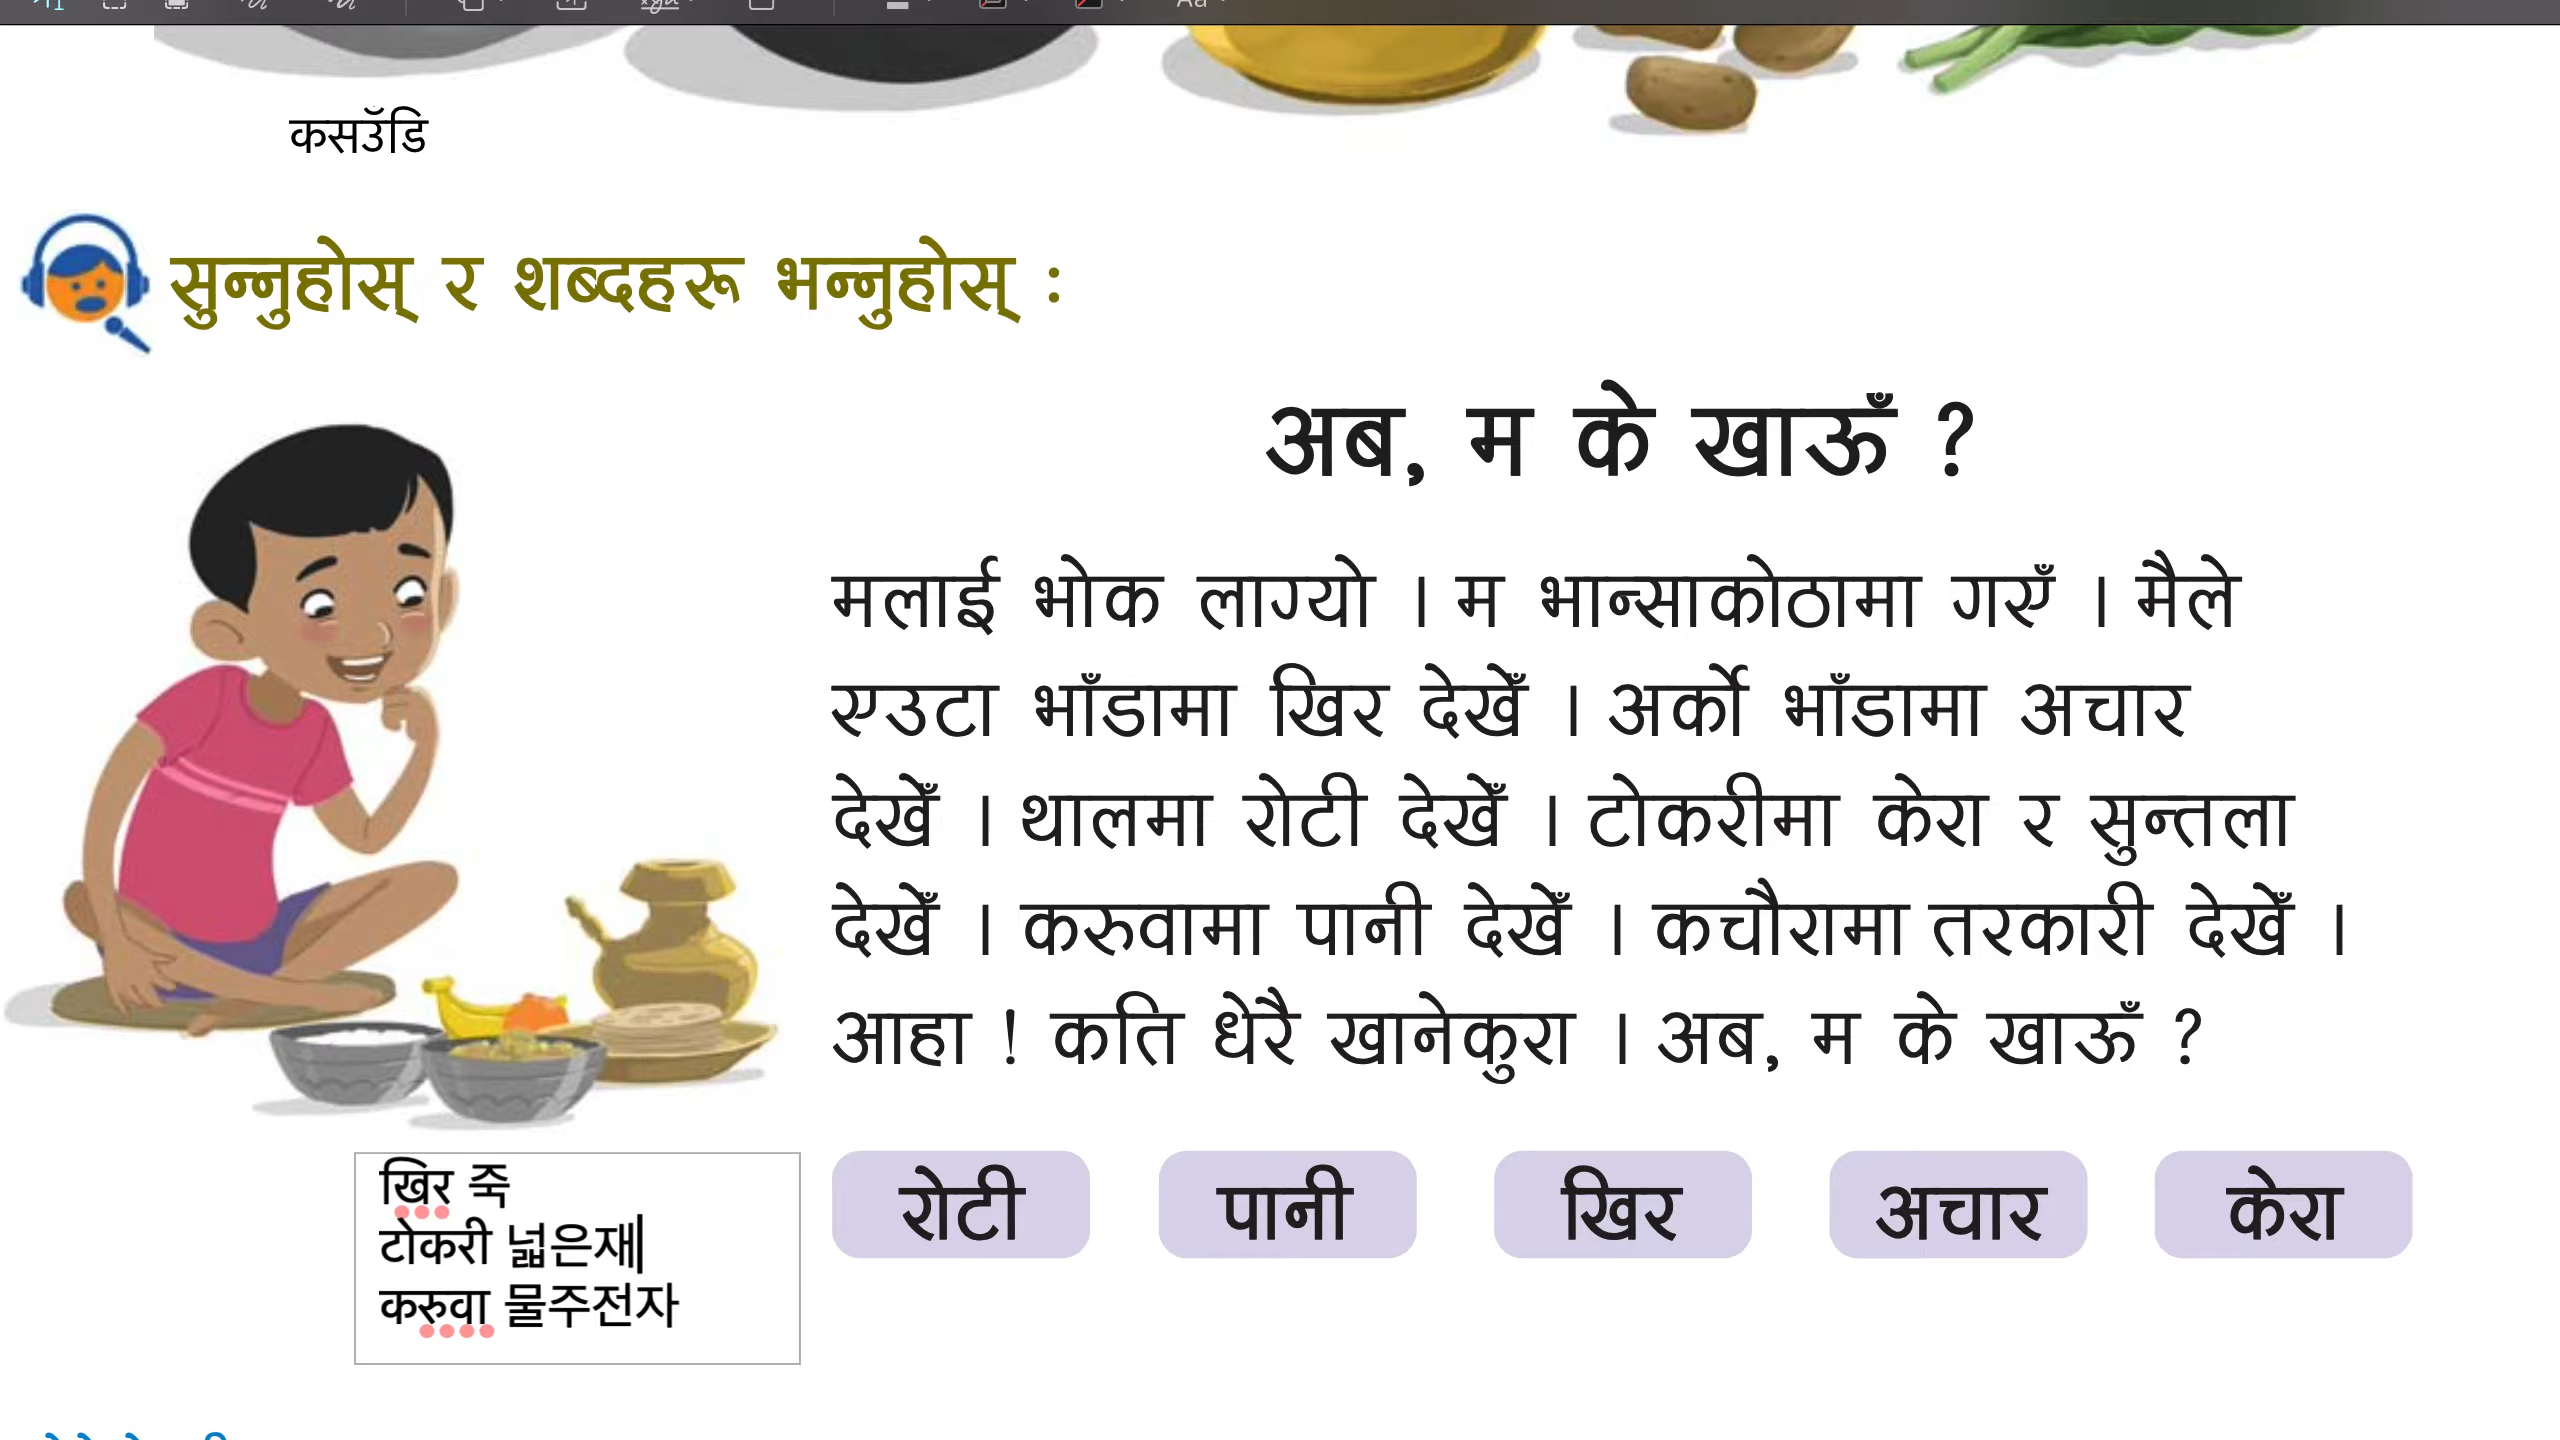 कसउँडि
सुन्नुहोस् र शब्दहरू भन्नुहोस् :
अब, म के खाऊँ ?
मलाई भोक लाग्यो । म भान्साकोठामा गएँ । मैले
एउटा भाँडामा खिर देखेँ । अर्को भाँडामा अचार
देखेँ । थालमा रोटी देखेँ । टोकरीमा केरा र सुन्तला
देखेँ । करुवामा पानी देखेँ । कचौरामा तरकारी देखेँ ।
आहा ! कति धेरै खानेकुरा । अब, म के खाऊँ ?
खिर 죽
टोकरी 넓은재
करुवा 물주전자
रोटी पानी खिर अचार केरा